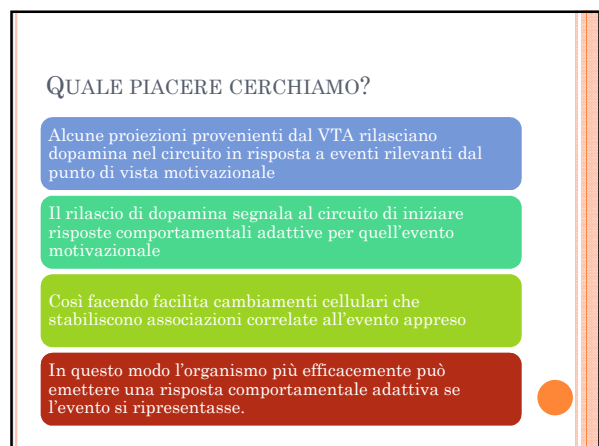 QUALE PIACERE CERCHIAMO?
Alcune proiezioni provenienti dal VTA rilasciano
dopamina nel circuito in risposta a eventi rilevanti dal
punto di vista motivazionale
Il rilascio di dopamina segnala al circuito di iniziare
risposte comportamentali adattive per quell'evento
motivazionale
Così facendo facilita cambiamenti cellulari che
stabiliscono associazioni correlate all'evento appreso
In questo modo l'organismo più efficacemente può
emettere una risposta comportamentale adattiva se
l'evento si ripresentasse.